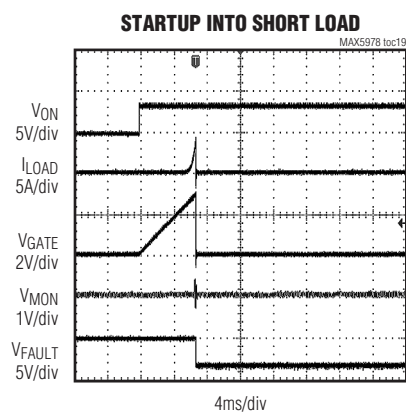 STARTUP INTO SHORT LOAD
MAX5978 toc19
VON
5V/div
ILOAD
5A/div
VGATE
2V/div
VMON
1V/div
VFAULT
5V/div
4ms/div